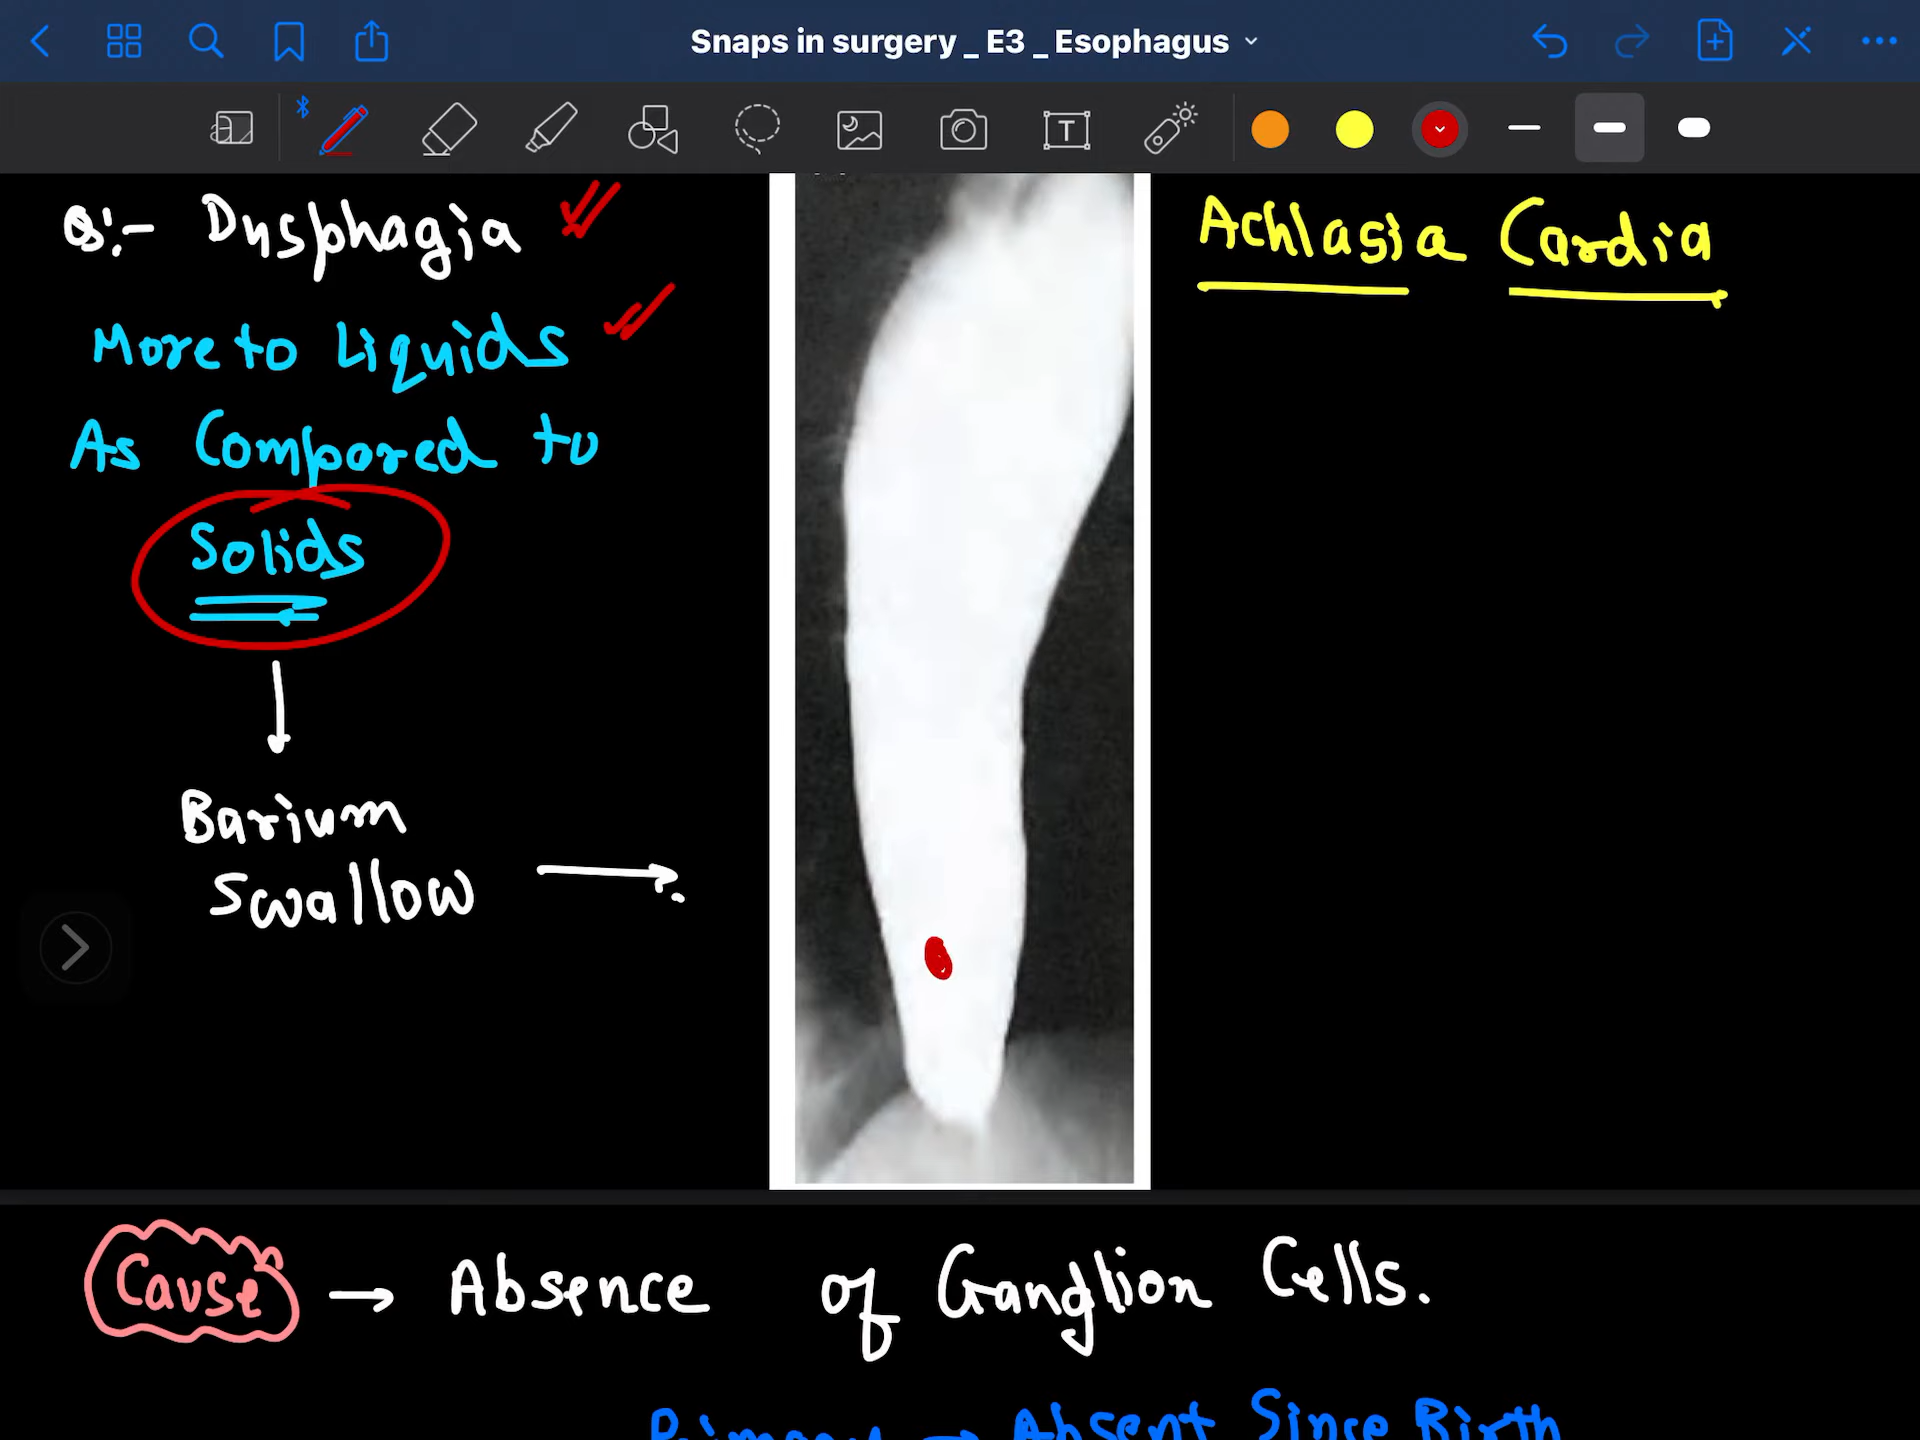 Snaps in surgery _ E3 _ Esophagus
Q:- Dysphagia
More to Liquids
As Compared to
Solids
Barium
Swallow
Achlasia Cardia
Cause → Absence of Ganglion Cells.
Primary → Absent Since Birth